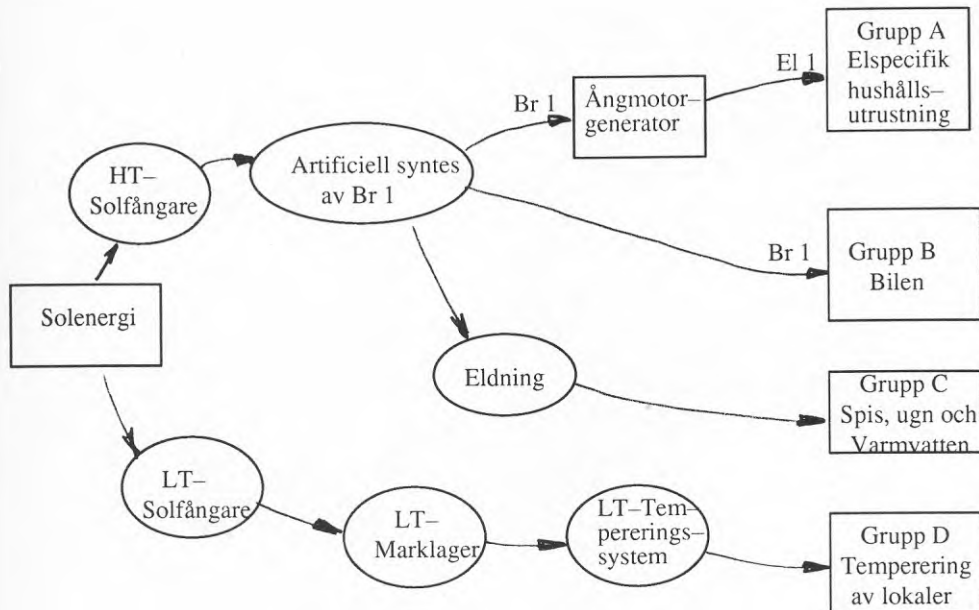 Grupp A
Elspecifik
hushålls–
utrustning
El 1
Br 1
Ångmotor–
generator
HT–
Solfångare
Artificiell syntes
av Br 1
Br 1
Grupp B
Bilen
Solenergi
Eldning
Grupp C
Spis, ugn och
Varmvatten
LT–
Solfångare
LT–
Marklager
LT–Tem–
pererings–
system
Grupp D
Temperering
av lokaler